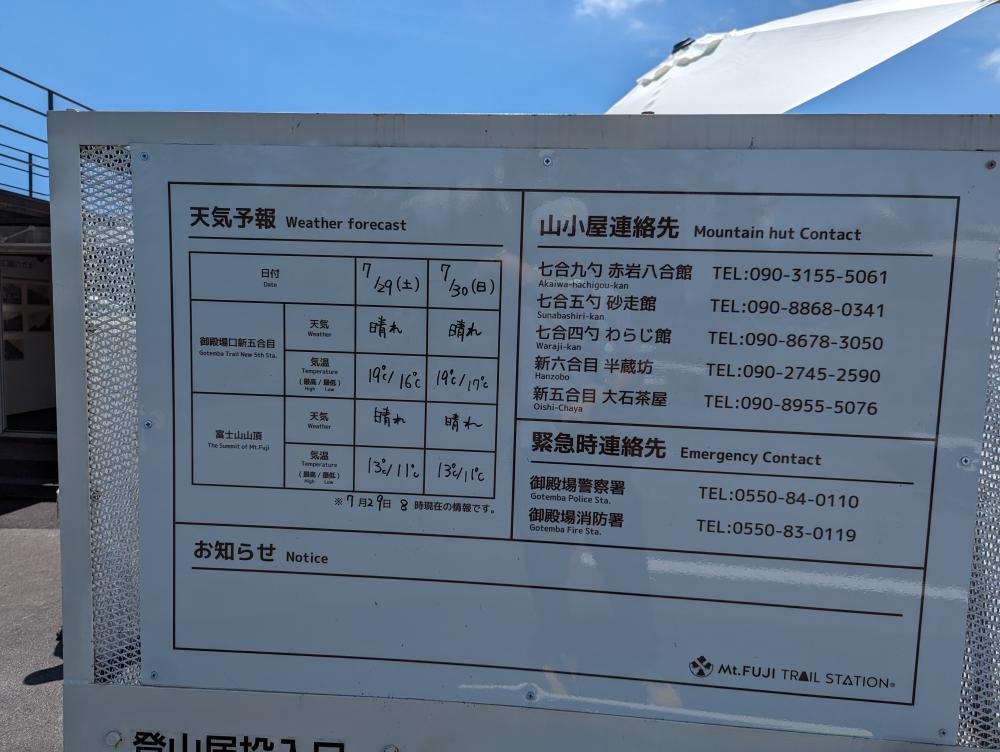 天気予報 Weather forecast
日付 7/29(土) 7/30(日)
Date
御殿場口新五合目
Gotemba Trail New 5th Sta.
天気 晴れ 晴れ
Weather
気温 19℃/16℃ 19℃/17℃
Temperature
(最高/最低)
High Low
富士山山頂
The Summit of Mt.Fuji
天気 晴れ 晴れ
Weather
気温 13℃/11℃ 13℃/11℃
Temperature
(最高/最低)
High Low
※7月29日 8時現在の情報です。
山小屋連絡先 Mountain hut Contact
七合九勺 赤岩八合館 TEL:090-3155-5061
Akaiwa-hachigou-kan
七合五勺 砂走館 TEL:090-8868-0341
Sunabashiri-kan
七合四勺 わらじ館 TEL:090-8678-3050
Waraji-kan
新六合目 半蔵坊 TEL:090-2745-2590
Hanzobo
新五合目 大石茶屋 TEL:090-8955-5076
Oishi-Chaya
緊急時連絡先 Emergency Contact
御殿場警察署 TEL:0550-84-0110
Gotemba Police Sta.
御殿場消防署 TEL:0550-83-0119
Gotemba Fire Sta.
お知らせ Notice
Mt.FUJI TRAIL STATION®
登山届投入口